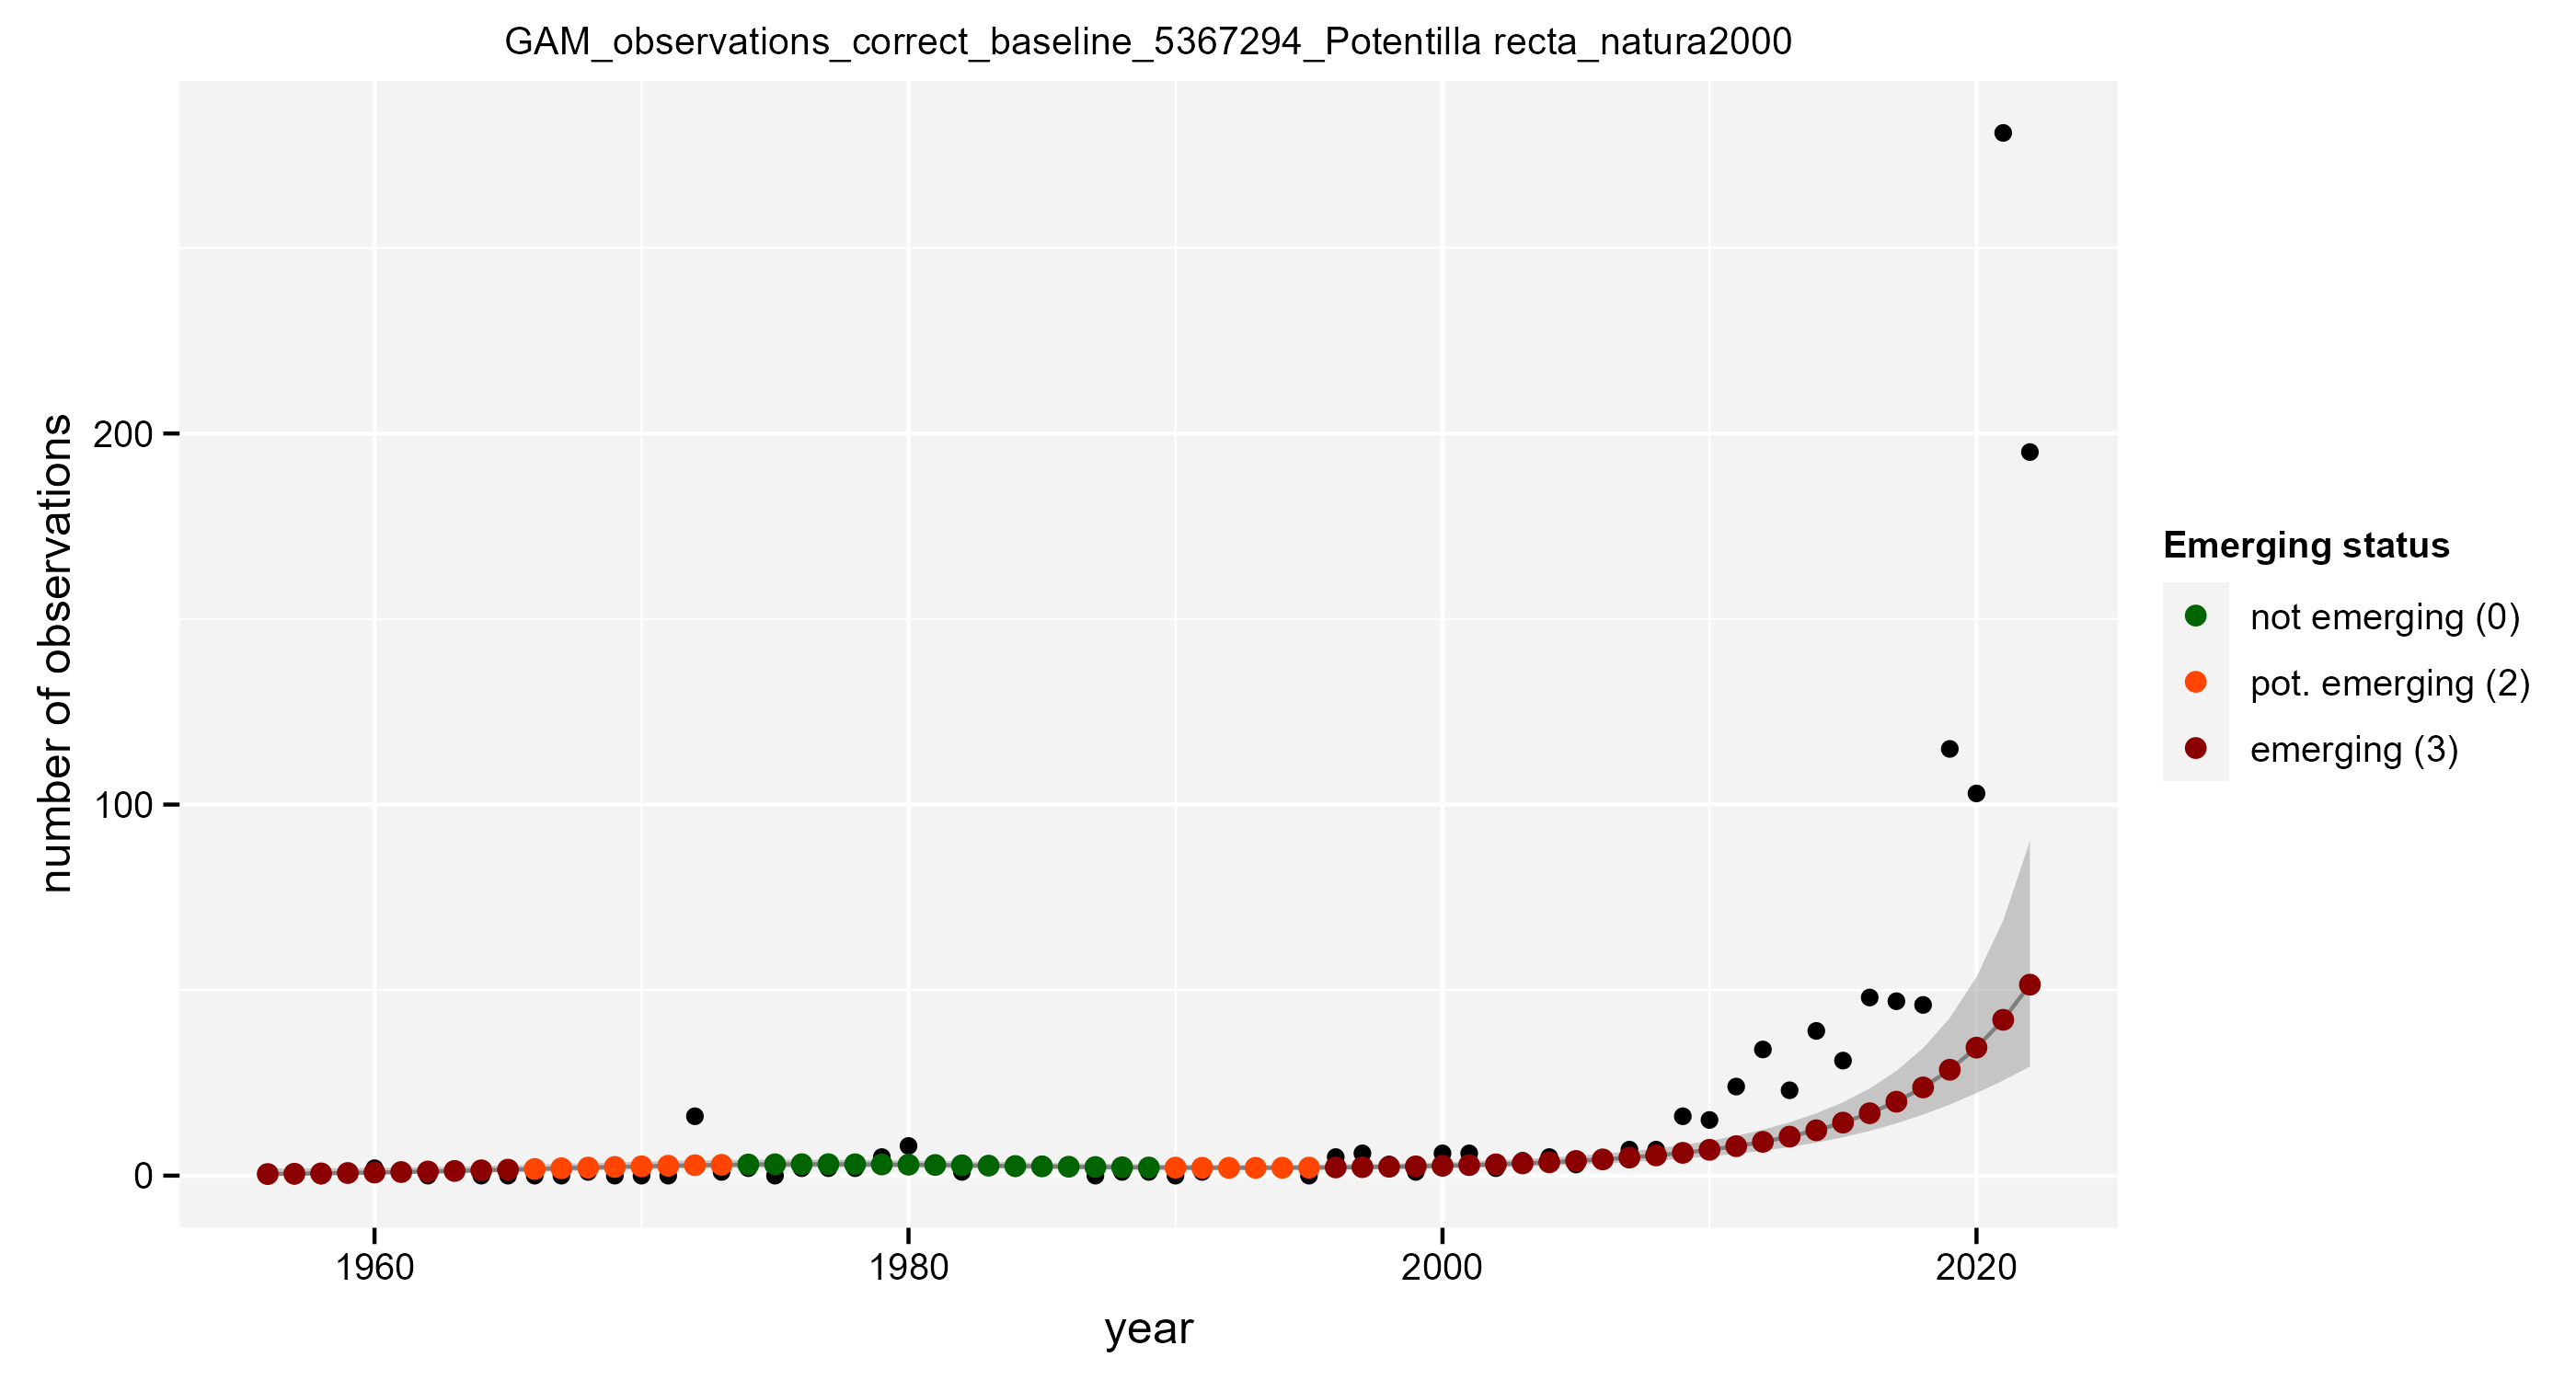 GAM_observations_correct_baseline_5367294_Potentilla recta_natura2000
number of observations
200
100
0
1960
1980
2000
2020
year
Emerging status
not emerging (0)
pot. emerging (2)
emerging (3)